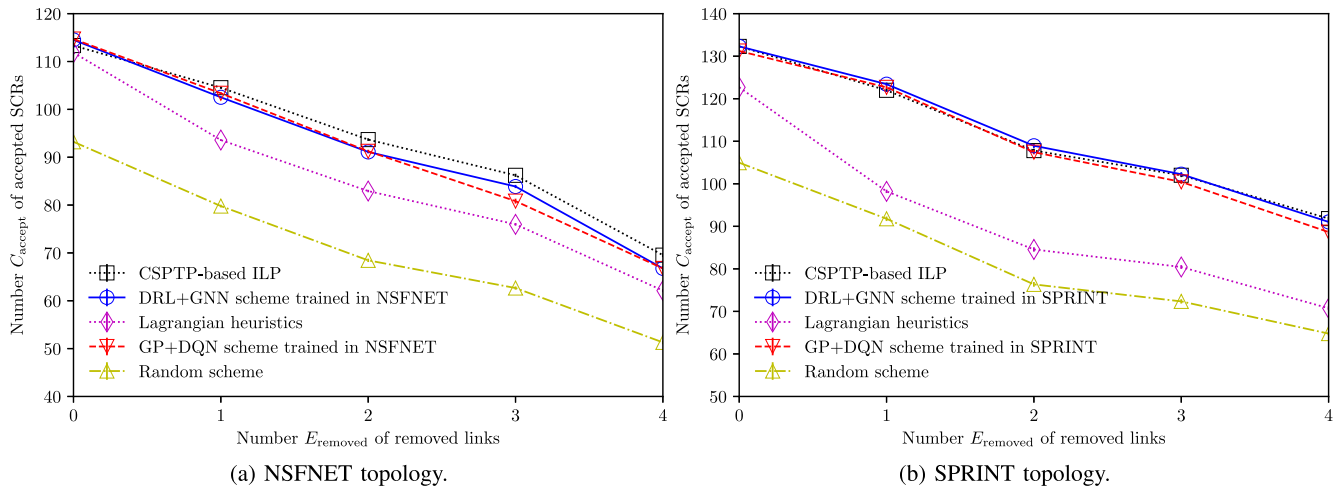 120
110
100
90
80
70
60
50
40
Number C_accept of accepted SCRs
CSPTP-based ILP
DRL+GNN scheme trained in NSFNET
Lagrangian heuristics
GP+DQN scheme trained in NSFNET
Random scheme
0 1 2 3 4
Number E_removed of removed links
(a) NSFNET topology.
140
130
120
110
100
90
80
70
60
50
Number C_accept of accepted SCRs
CSPTP-based ILP
DRL+GNN scheme trained in SPRINT
Lagrangian heuristics
GP+DQN scheme trained in SPRINT
Random scheme
0 1 2 3 4
Number E_removed of removed links
(b) SPRINT topology.